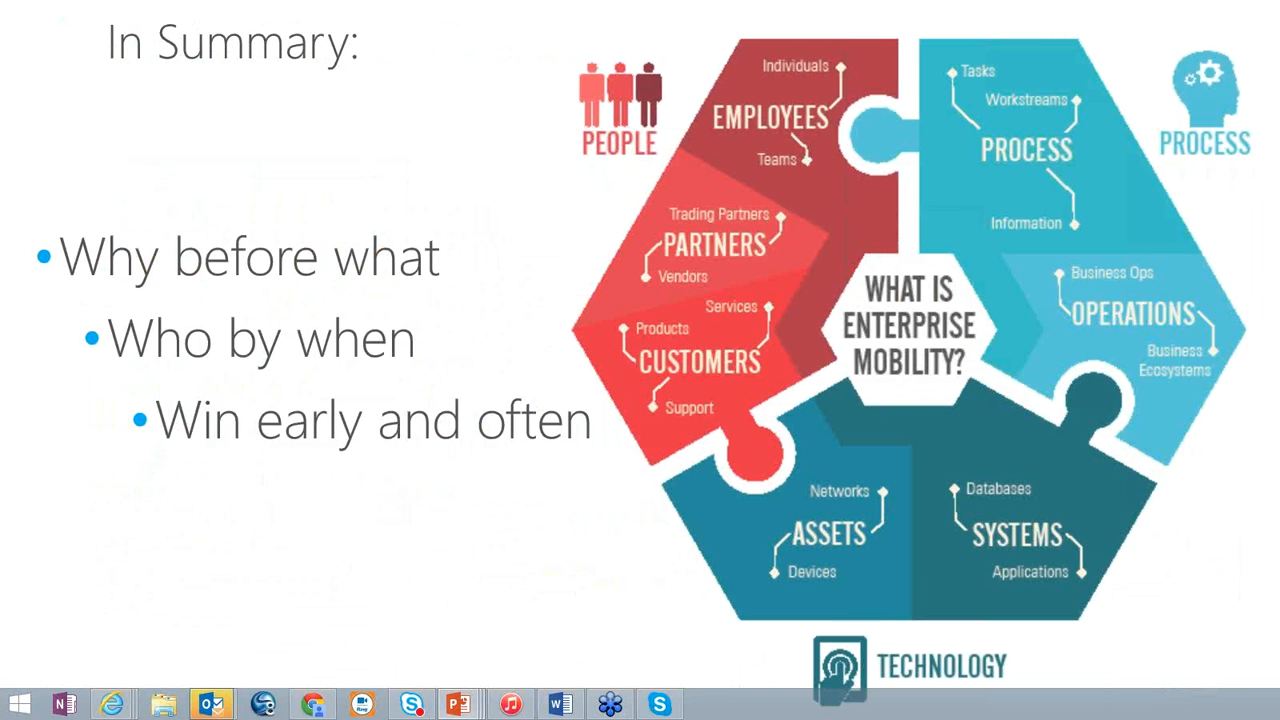 In Summary:
•Why before what
•Who by when
•Win early and often
PEOPLE
Individuals
EMPLOYEES
Teams
Trading Partners
PARTNERS
Vendors
Services
Products
CUSTOMERS
Support
PROCESS
Tasks
Workstreams
PROCESS
Information
Business Ops
OPERATIONS
Business
Ecosystems
WHAT IS
ENTERPRISE
MOBILITY?
Networks
ASSETS
Devices
Databases
SYSTEMS
Applications
TECHNOLOGY